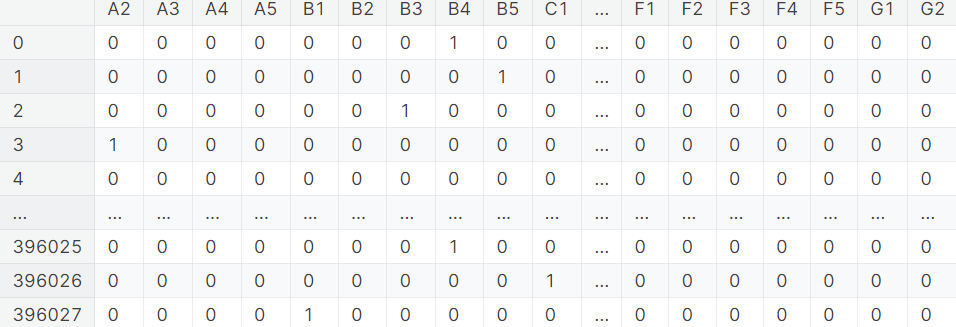 A2 A3 A4 A5 B1 B2 B3 B4 B5 C1 ... F1 F2 F3 F4 F5 G1 G2
0 0 0 0 0 0 0 0 1 0 0 ... 0 0 0 0 0 0 0
1 0 0 0 0 0 0 0 0 1 0 ... 0 0 0 0 0 0 0
2 0 0 0 0 0 0 1 0 0 0 ... 0 0 0 0 0 0 0
3 1 0 0 0 0 0 0 0 0 0 ... 0 0 0 0 0 0 0
4 0 0 0 0 0 0 0 0 0 0 ... 0 0 0 0 0 0 0
... ... ... ... ... ... ... ... ... ... ... ... ... ... ... ... ... ... ...
396025 0 0 0 0 0 0 0 1 0 0 ... 0 0 0 0 0 0 0
396026 0 0 0 0 0 0 0 0 0 1 ... 0 0 0 0 0 0 0
396027 0 0 0 0 1 0 0 0 0 0 ... 0 0 0 0 0 0 0